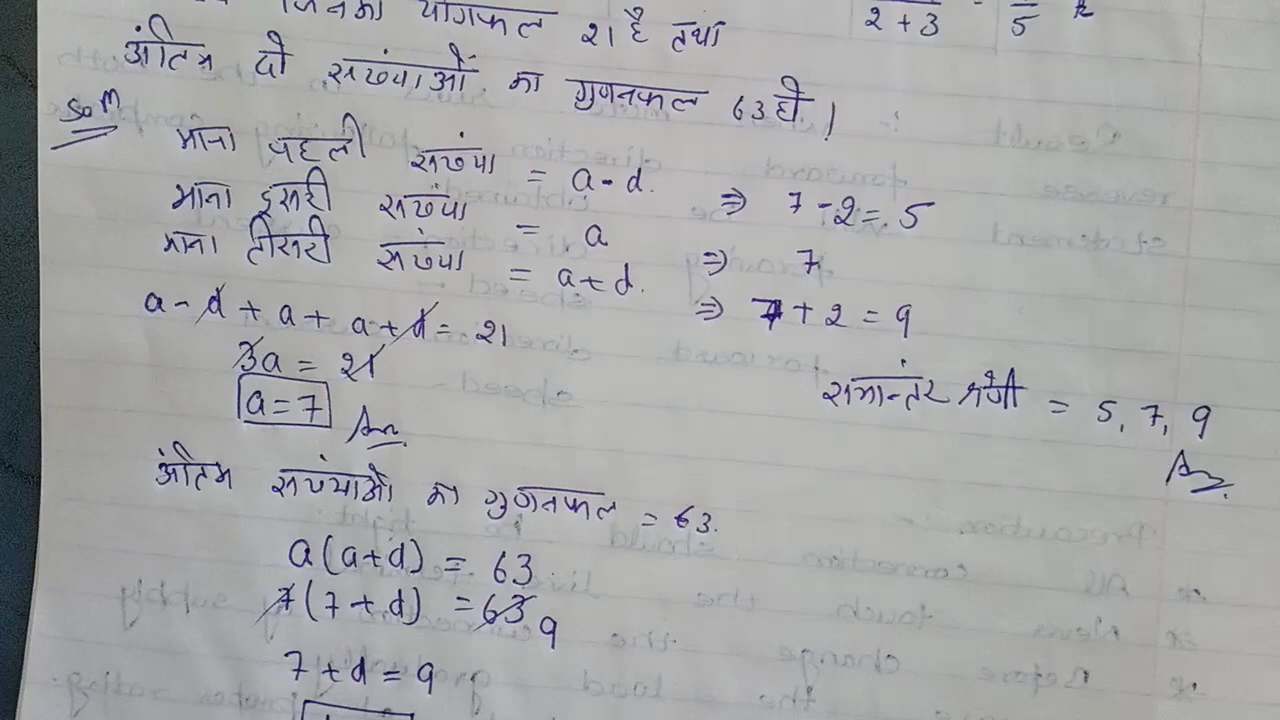 जिनका योगफल 21 है तथा
अंतिम दो संख्याओं का गुणनफल 63 हो।
2+3
5
Solⁿ
माना पहली संख्या = a-d. ⇒ 7-2=5
माना दूसरी संख्या = a ⇒ 7
माना तीसरी संख्या = a+d. ⇒ 7+2=9
a-d+a+a+d=21
3a=21
a=7 Ans.
समान्तर श्रेणी = 5, 7, 9
Ans.
अंतिम संख्याओं का गुणनफल = 63.
a(a+d) = 63
7(7+d) = 63 9
7+d=9